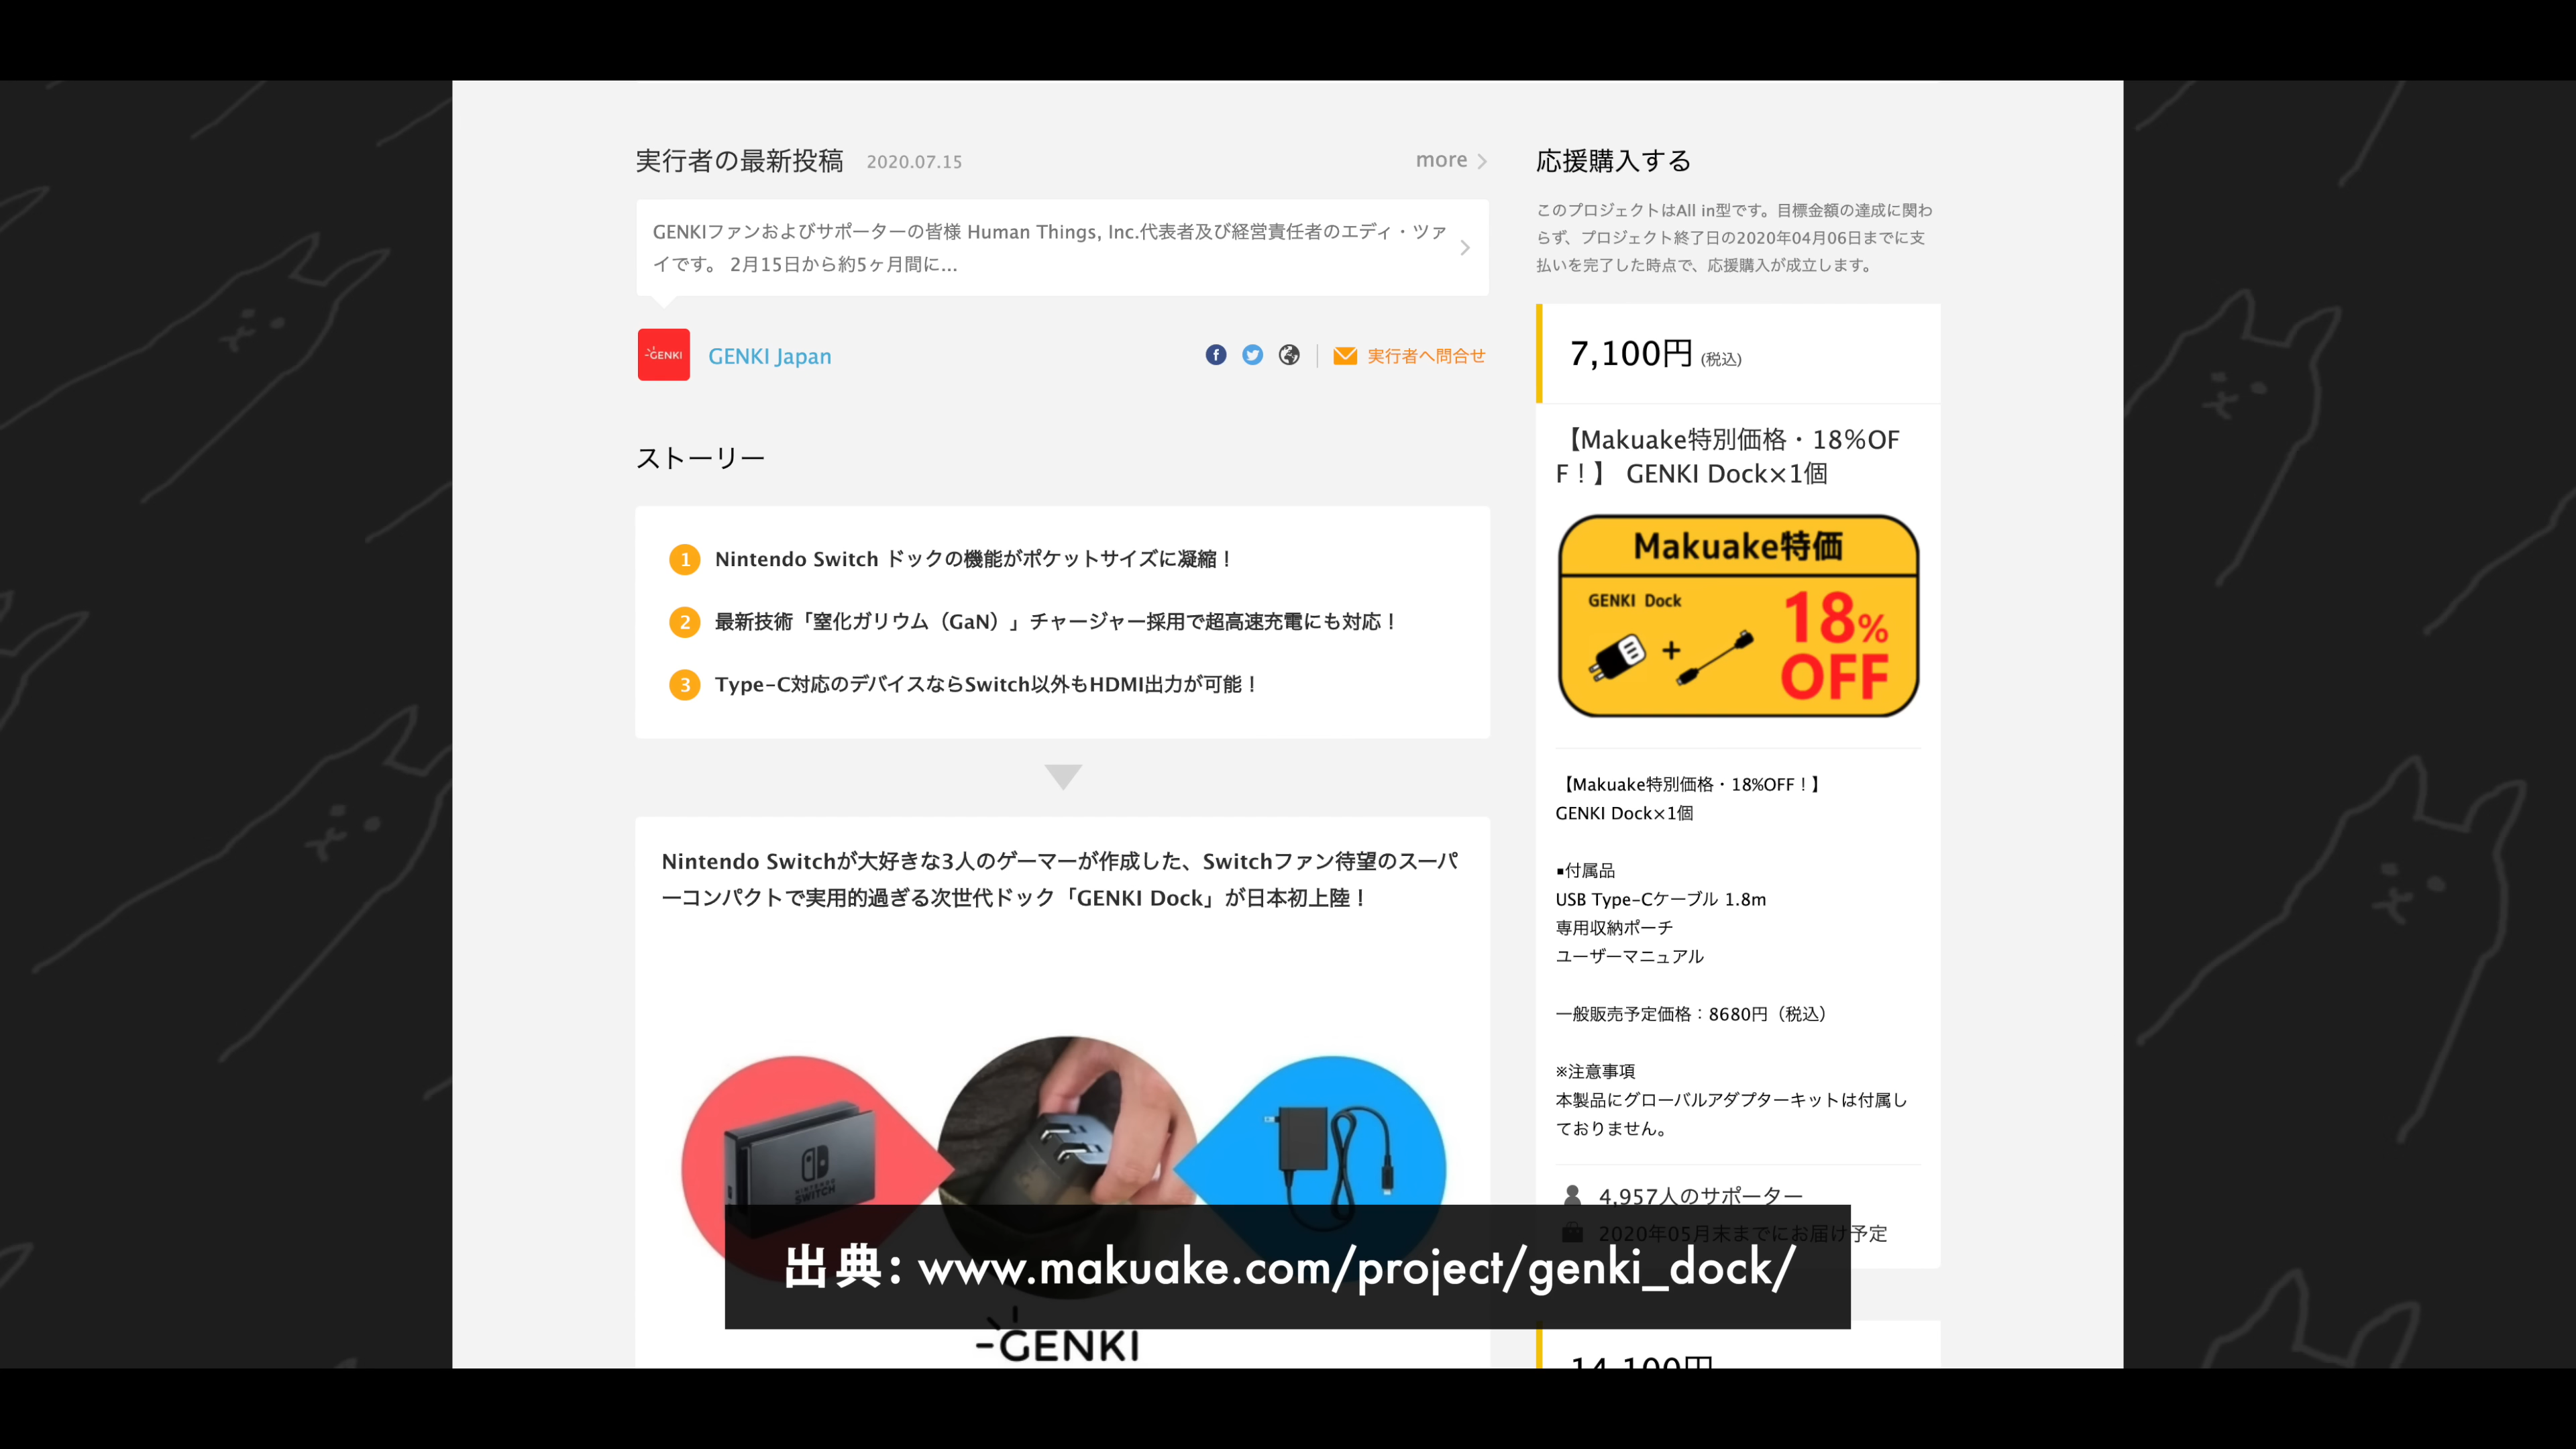 実行者の最新投稿 2020.07.15 more
GENKIファンおよびサポーターの皆様 Human Things, Inc.代表者及び経営責任者のエディ・ツァ
イです。 2月15日から約5ヶ月間に...
GENKI
GENKI Japan
実行者へ問合せ
ストーリー
1 Nintendo Switch ドックの機能がポケットサイズに凝縮！
2 最新技術「窒化ガリウム（GaN）」チャージャー採用で超高速充電にも対応！
3 Type-C対応のデバイスならSwitch以外もHDMI出力が可能！
Nintendo Switchが大好きな3人のゲーマーが作成した、Switchファン待望のスーパ
ーコンパクトで実用的過ぎる次世代ドック「GENKI Dock」が日本初上陸！
NINTENDO
SWITCH
GENKI
応援購入する
このプロジェクトはAll in型です。目標金額の達成に関わ
らず、プロジェクト終了日の2020年04月06日までに支
払いを完了した時点で、応援購入が成立します。
7,100円 (税込)
【Makuake特別価格・18%OF
F！】 GENKI Dock×1個
Makuake特価
GENKI Dock
+
18%
OFF
【Makuake特別価格・18%OFF！】
GENKI Dock×1個
▪付属品
USB Type-Cケーブル 1.8m
専用収納ポーチ
ユーザーマニュアル
一般販売予定価格：8680円（税込）
※注意事項
本製品にグローバルアダプターキットは付属し
ておりません。
4,957人のサポーター
2020年05月末までにお届け予定
14,100円
出典: www.makuake.com/project/genki_dock/